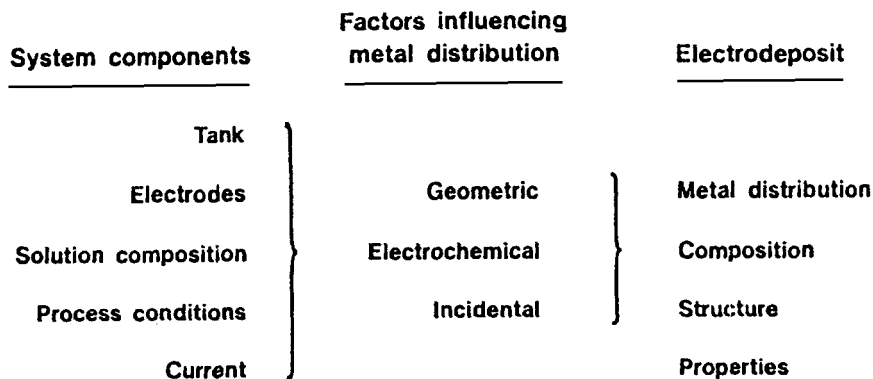 System components
Factors influencing
metal distribution
Electrodeposit
Tank
Electrodes
Solution composition
Process conditions
Current
Geometric
Electrochemical
Incidental
Metal distribution
Composition
Structure
Properties